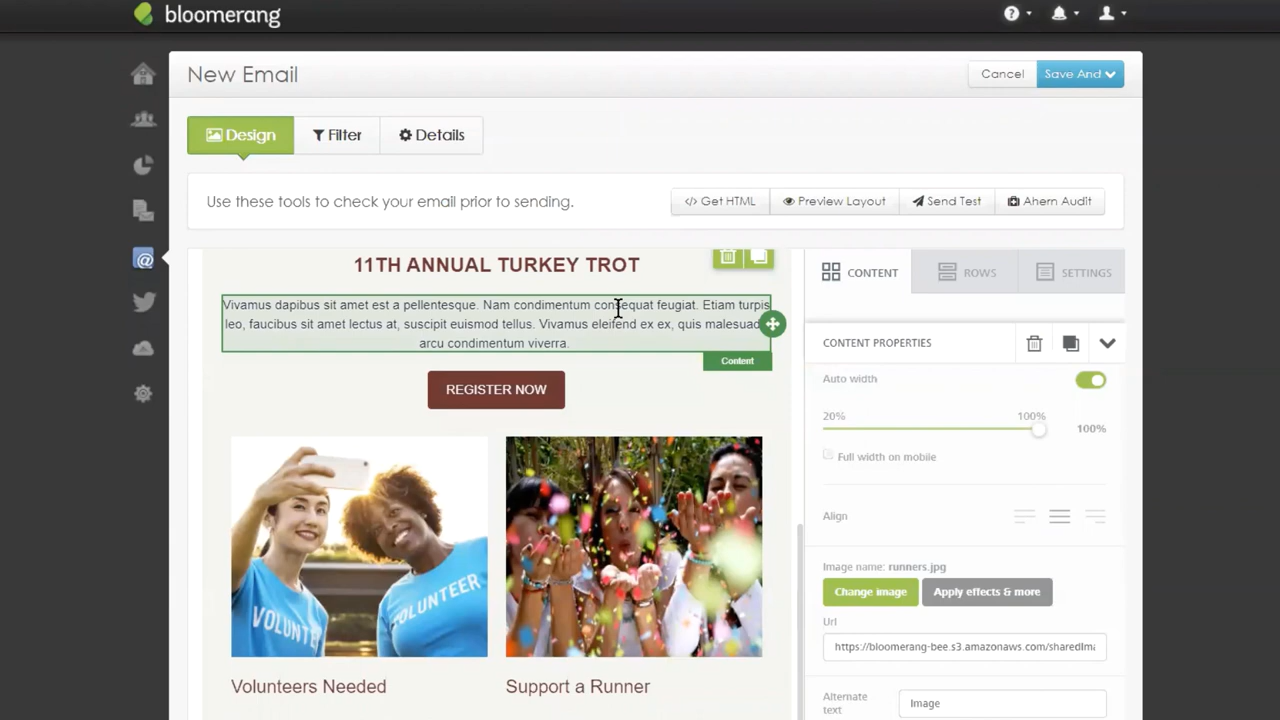 bloomerang
New Email
Cancel
Save And
Design
Filter
Details
Use these tools to check your email prior to sending.
</> Get HTML
Preview Layout
Send Test
Ahern Audit
11TH ANNUAL TURKEY TROT
Vivamus dapibus sit amet est a pellentesque. Nam condimentum consequat feugiat. Etiam turpis
leo, faucibus sit amet lectus at, suscipit euismod tellus. Vivamus eleifend ex ex, quis malesuad
arcu condimentum viverra.
Content
REGISTER NOW
VOLUNTE
VOLUNTEER
Volunteers Needed
Support a Runner
CONTENT
ROWS
SETTINGS
CONTENT PROPERTIES
Auto width
20%
100%
100%
Full width on mobile
Align
Image name: runners.jpg
Change image
Apply effects & more
Url
https://bloomerang-bee.s3.amazonaws.com/sharedIma
Alternate
text
Image